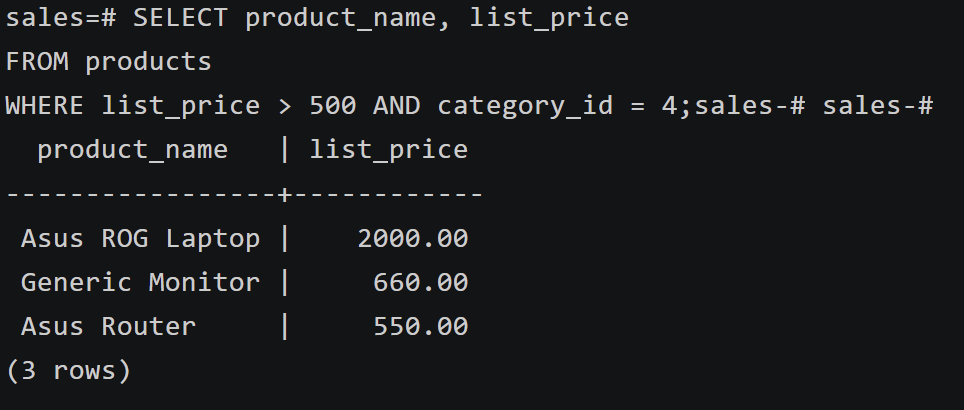 sales=# SELECT product_name, list_price
FROM products
WHERE list_price > 500 AND category_id = 4;sales-# sales-#
  product_name   | list_price
-----------------+------------
 Asus ROG Laptop |    2000.00
 Generic Monitor |     660.00
 Asus Router     |     550.00
(3 rows)